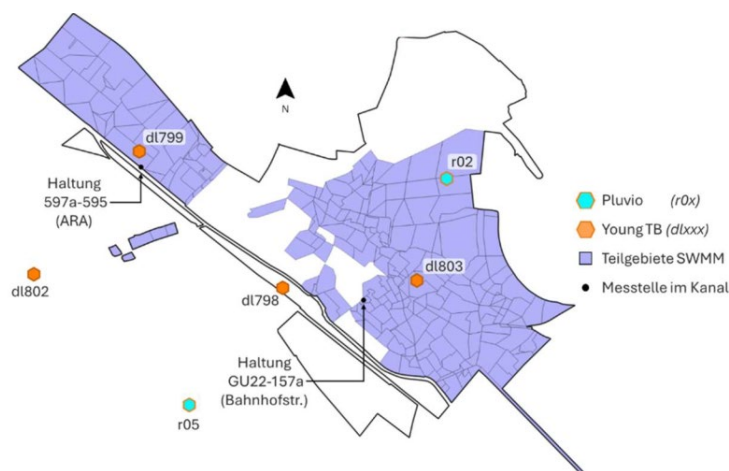 N
dl799
r02
Haltung
597a-595
(ARA)
Pluvio (r0x)
Young TB (dlxxx)
Teilgebiete SWMM
Messtelle im Kanal
dl802
dl798
dl803
Haltung
GU22-157a
(Bahnhofstr.)
r05